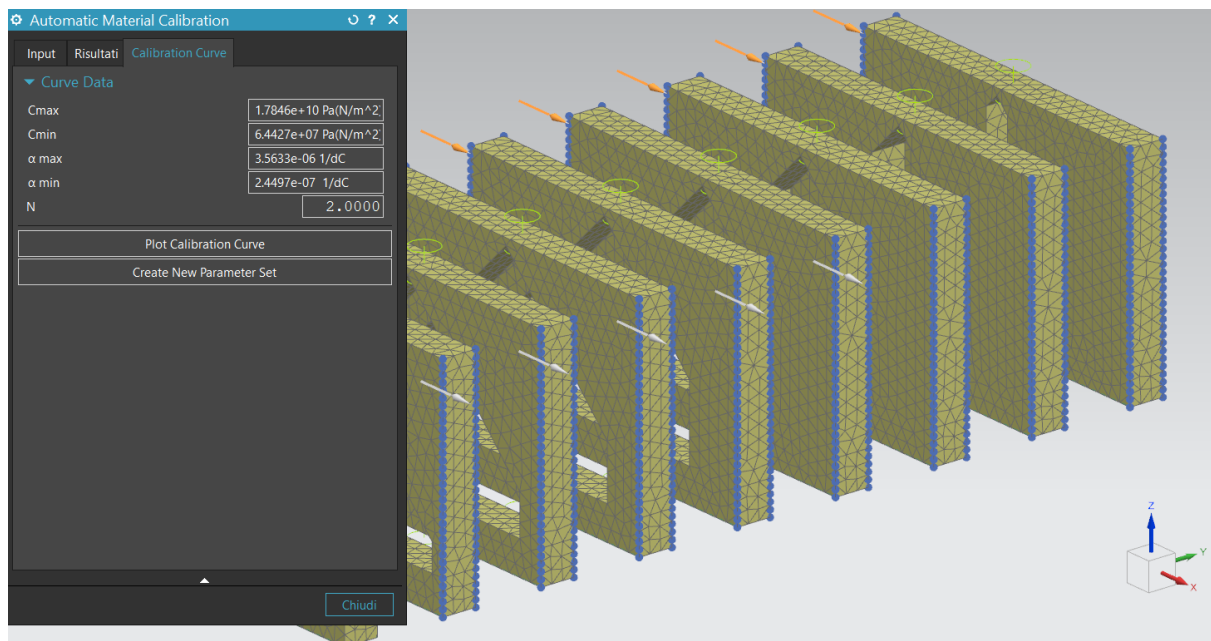 Automatic Material Calibration
Input Risultati Calibration Curve
Curve Data
Cmax 1.7846e+10 Pa(N/m^2)
Cmin 6.4427e+07 Pa(N/m^2)
α max 3.5633e-06 1/dC
α min 2.4497e-07 1/dC
N 2.0000
Plot Calibration Curve
Create New Parameter Set
Chiudi
Z
Y
X